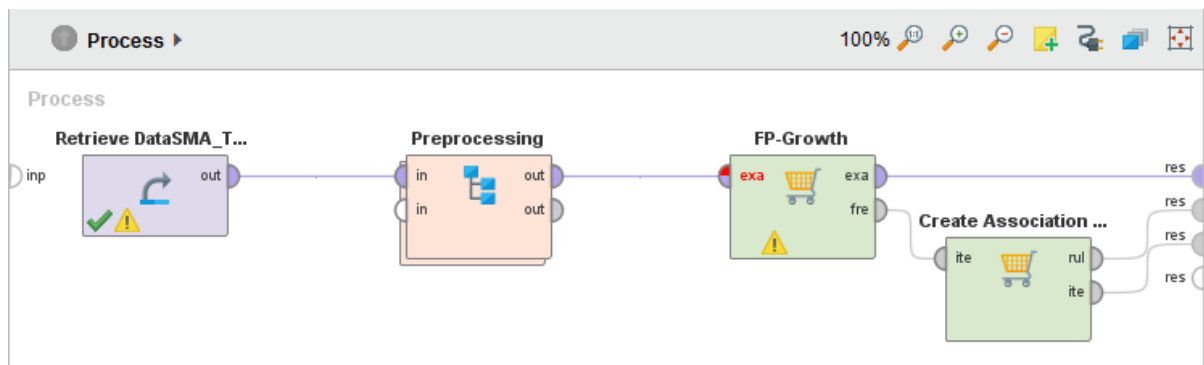 Process
100%
Process
Retrieve DataSMA_T...
Preprocessing
FP-Growth
inp
out
in
out
in
out
exa
exa
fre
res
res
res
res
Create Association ...
ite
rul
ite